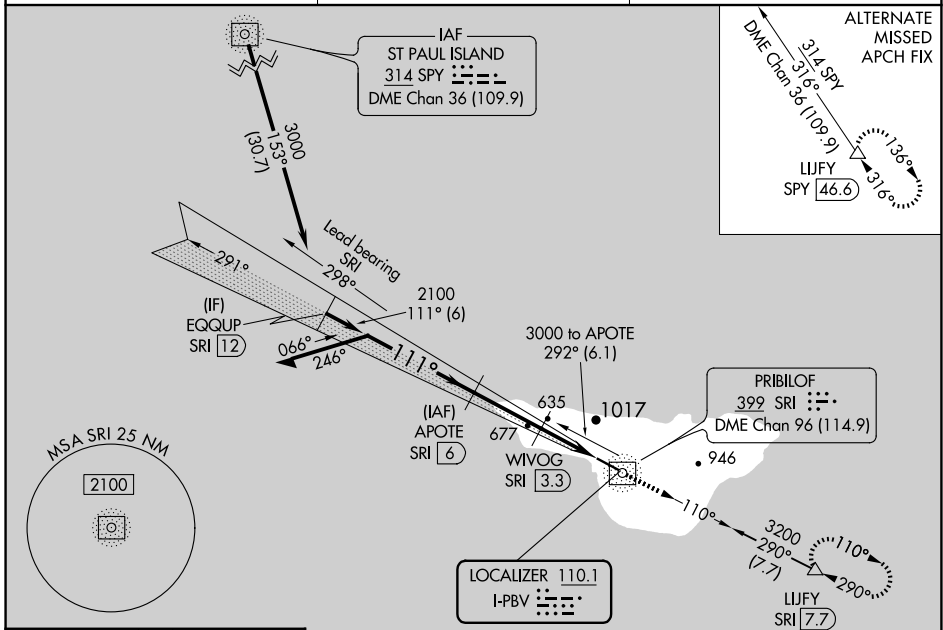 IAF
ST PAUL ISLAND
314 SPY
DME Chan 36 (109.9)
ALTERNATE
MISSED
APCH FIX
314 SPY
316°
DME Chan 36 (109.9)
136°
316°
LIJFY
SPY 46.6
3000
153°
(30.7)
Lead bearing
SRI
298°
291°
2100
111° (6)
(IF)
EQQUP
SRI 12
066°
246°
111°
3000 to APOTE
292° (6.1)
(IAF)
APOTE
SRI 6
635
677
1017
WIVOG
SRI 3.3
946
PRIBILOF
399 SRI
DME Chan 96 (114.9)
MSA SRI 25 NM
2100
110°
3200
290°
(7.7)
110°
290°
LIJFY
SRI 7.7
LOCALIZER 110.1
I-PBV